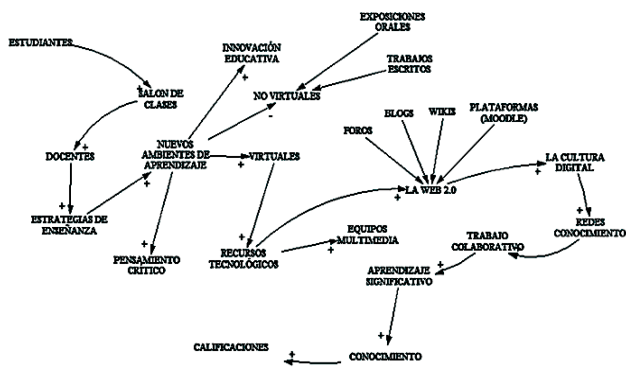 EXPOSICIONES
ORALES
ESTUDIANTES
INNOVACIÓN
EDUCATIVA
+
TRABAJOS
ESCRITOS
+
SALON DE
CLASES
NO VIRTUALES
-
BLOGS
WIKIS
PLATAFORMAS
(MOODLE)
FOROS
+
DOCENTES
NUEVOS
AMBIENTES DE
APRENDIZAJE
+
+
VIRTUALES
LA CULTURA
DIGITAL
+
LA WEB 2.0
+
+
ESTRATEGIAS DE
ENSEÑANZA
+
REDES
CONOCIMIENTO
EQUIPOS
MULTIMEDIA
+
TRABAJO
COLABORATIVO
+
PENSAMIENTO
CRÍTICO
+
RECURSOS
TECNOLÓGICOS
+
APRENDIZAJE
SIGNIFICATIVO
+
CALIFICACIONES
+
CONOCIMIENTO